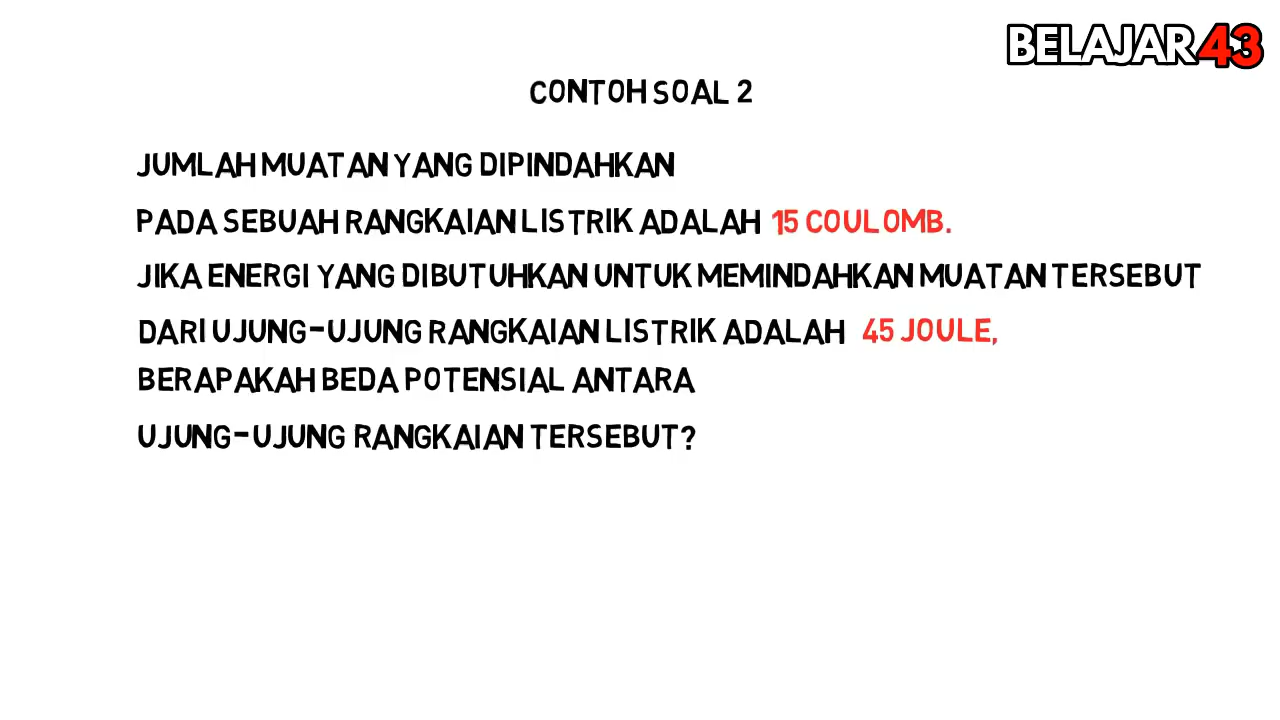 BELAJAR43
CONTOH SOAL 2
JUMLAH MUATAN YANG DIPINDAHKAN
PADA SEBUAH RANGKAIAN LISTRIK ADALAH 15 COULOMB.
JIKA ENERGI YANG DIBUTUHKAN UNTUK MEMINDAHKAN MUATAN TERSEBUT
DARI UJUNG-UJUNG RANGKAIAN LISTRIK ADALAH 45 JOULE,
BERAPAKAH BEDA POTENSIAL ANTARA
UJUNG-UJUNG RANGKAIAN TERSEBUT?